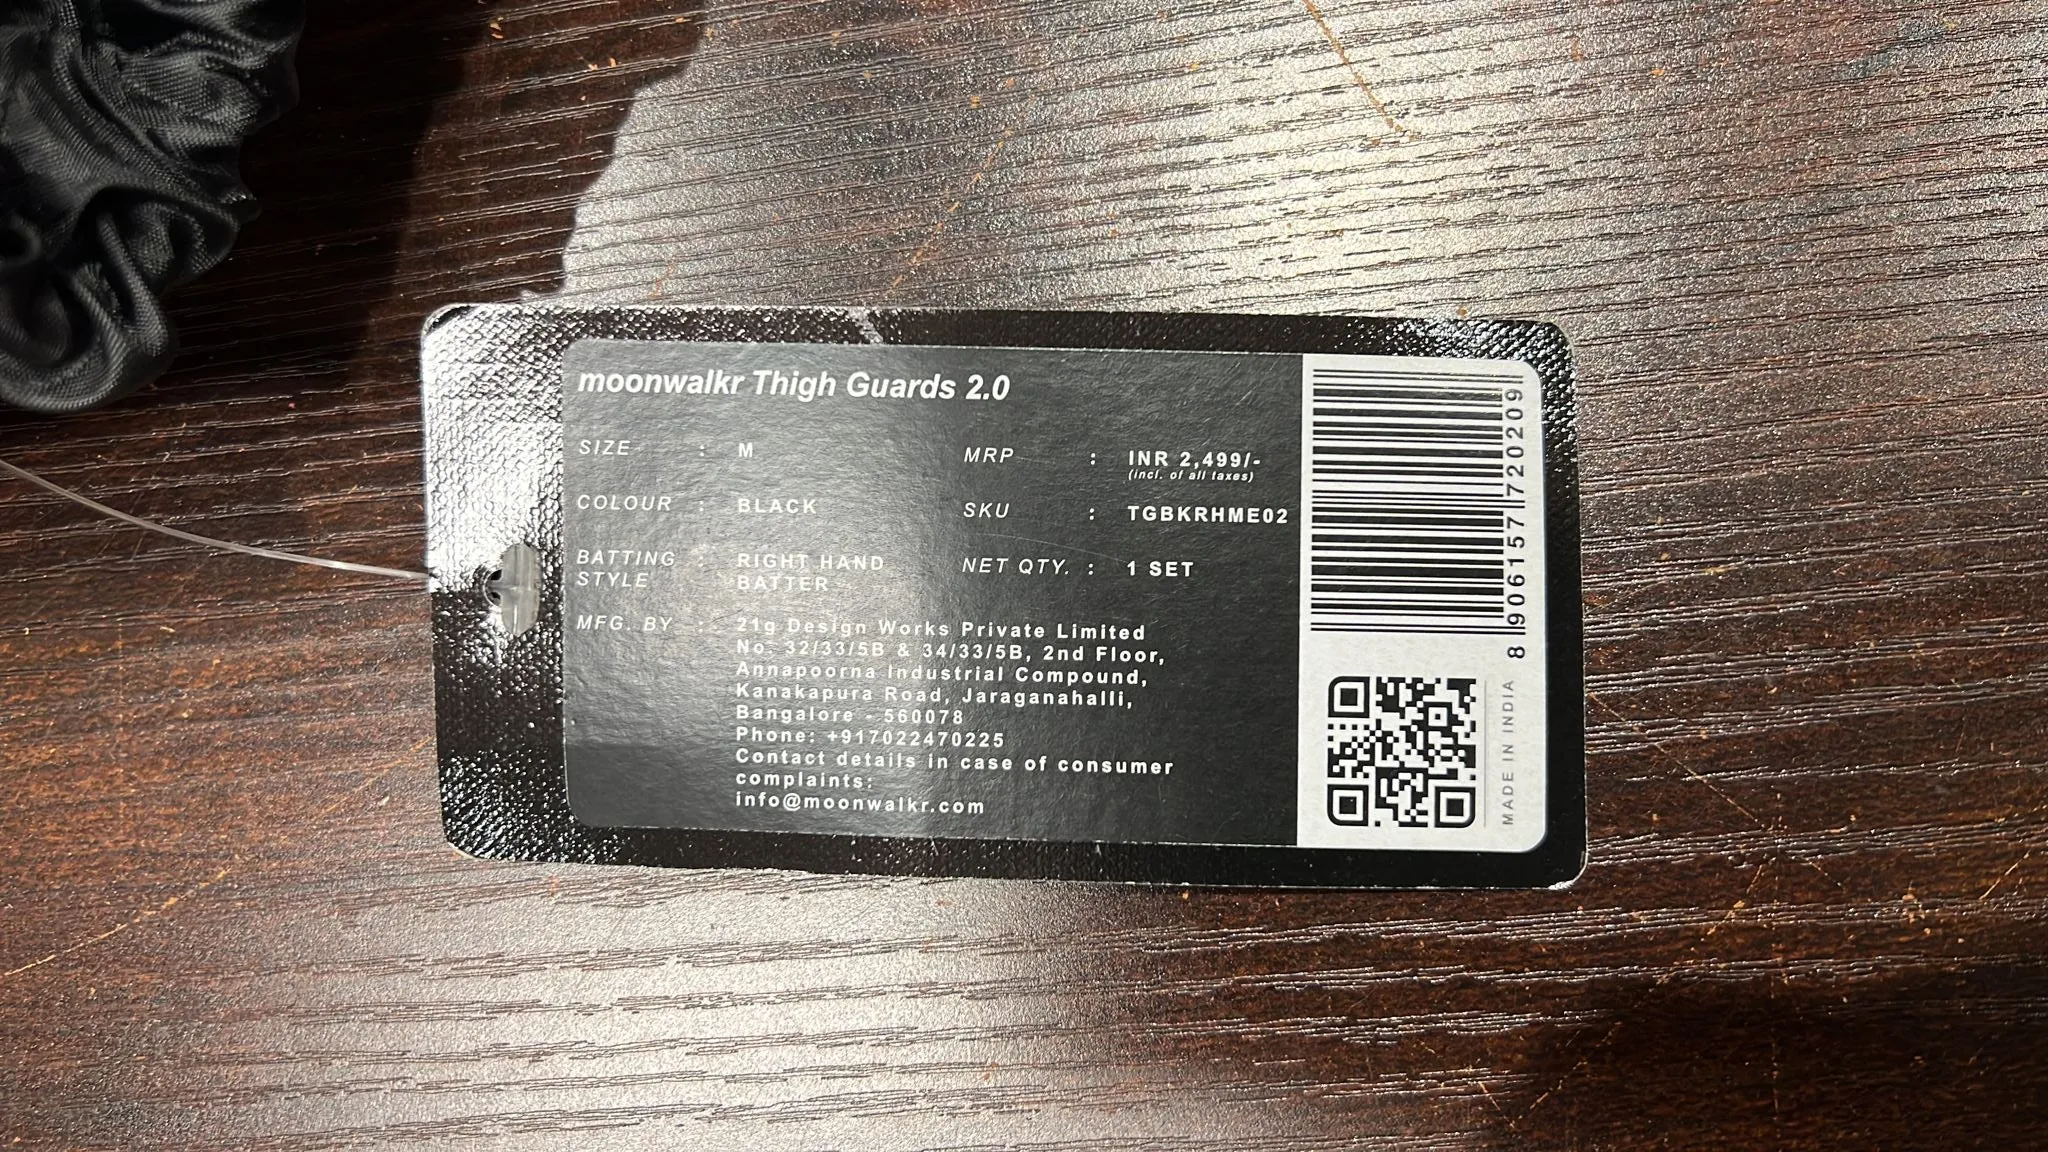 moonwalkr Thigh Guards 2.0
SIZE : M
COLOUR : BLACK
BATTING STYLE : RIGHT HAND BATTER
MRP : INR 2,499/-
(incl. of all taxes)
SKU : TGBKRHME02
NET QTY. : 1 SET
MFG. BY : 21g Design Works Private Limited
No. 32/33/5B & 34/33/5B, 2nd Floor,
Annapoorna Industrial Compound,
Kanakapura Road, Jaraganahalli,
Bangalore - 560078
Phone: +917022470225
Contact details in case of consumer
complaints:
info@moonwalkr.com
8 906157 720209
MADE IN INDIA